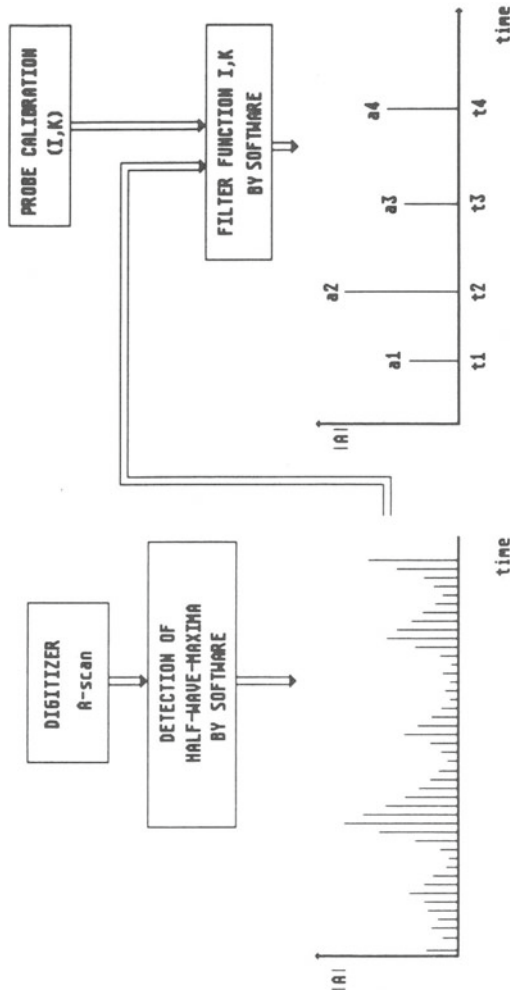 DIGITIZER
A-scan
DETECTION OF
HALF-WAVE-MAXIMA
BY SOFTWARE
|A|
time
PROBE CALIBRATION
(I,K)
FILTER FUNCTION I,K
BY SOFTWARE
|A|
a1
a2
a3
a4
t1
t2
t3
t4
time